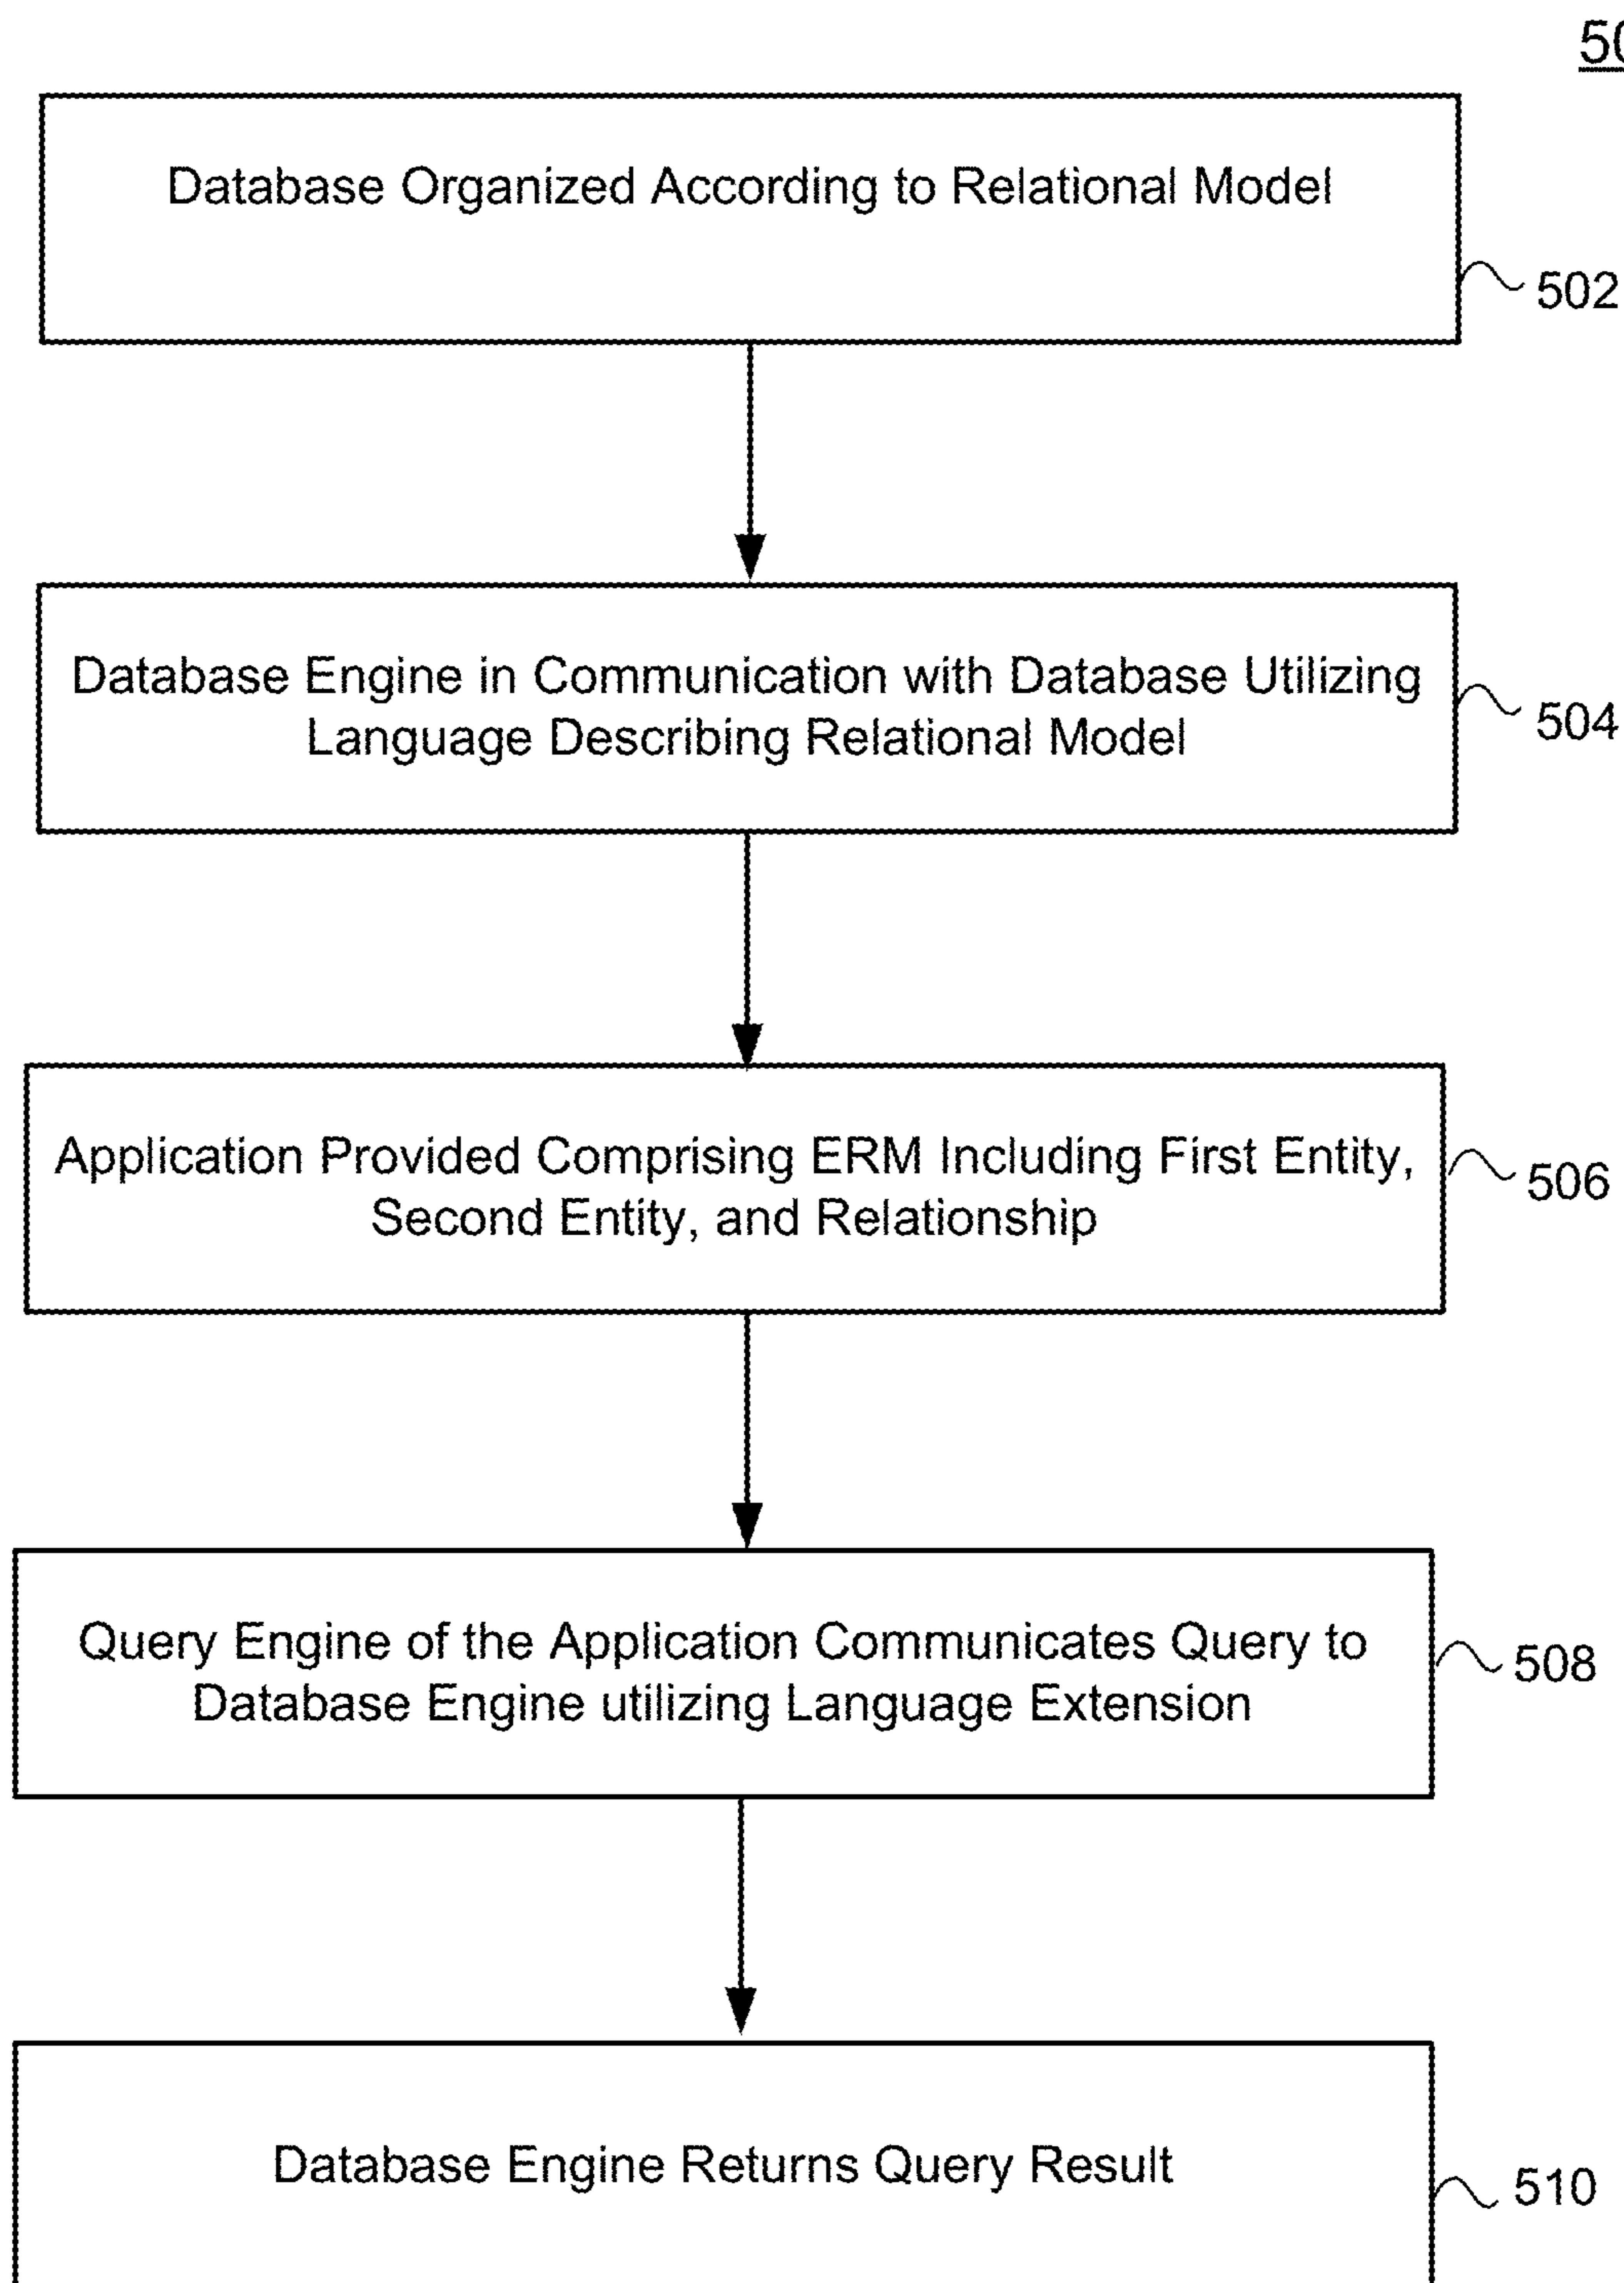 Database Organized According to Relational Model
502
Database Engine in Communication with Database Utilizing
Language Describing Relational Model
504
Application Provided Comprising ERM Including First Entity,
Second Entity, and Relationship
506
Query Engine of the Application Communicates Query to
Database Engine utilizing Language Extension
508
Database Engine Returns Query Result
510